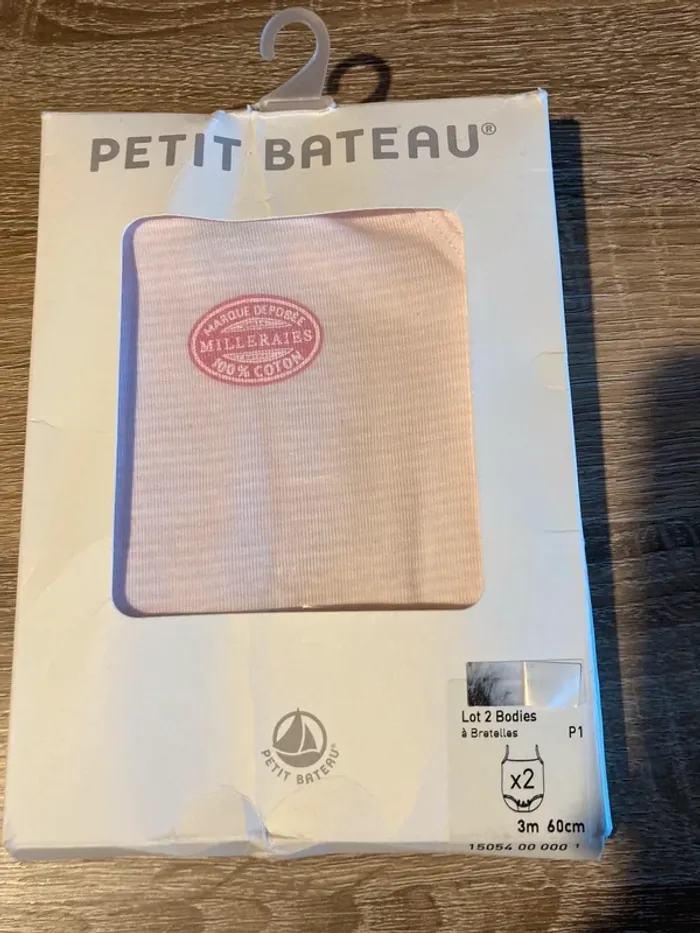 PETIT BATEAU®
MARQUE DEPOSÉE
MILLERAIES
100% COTON
PETIT BATEAU®
Lot 2 Bodies
à Bretelles P1
x2
3m 60cm
15054 00 000 1